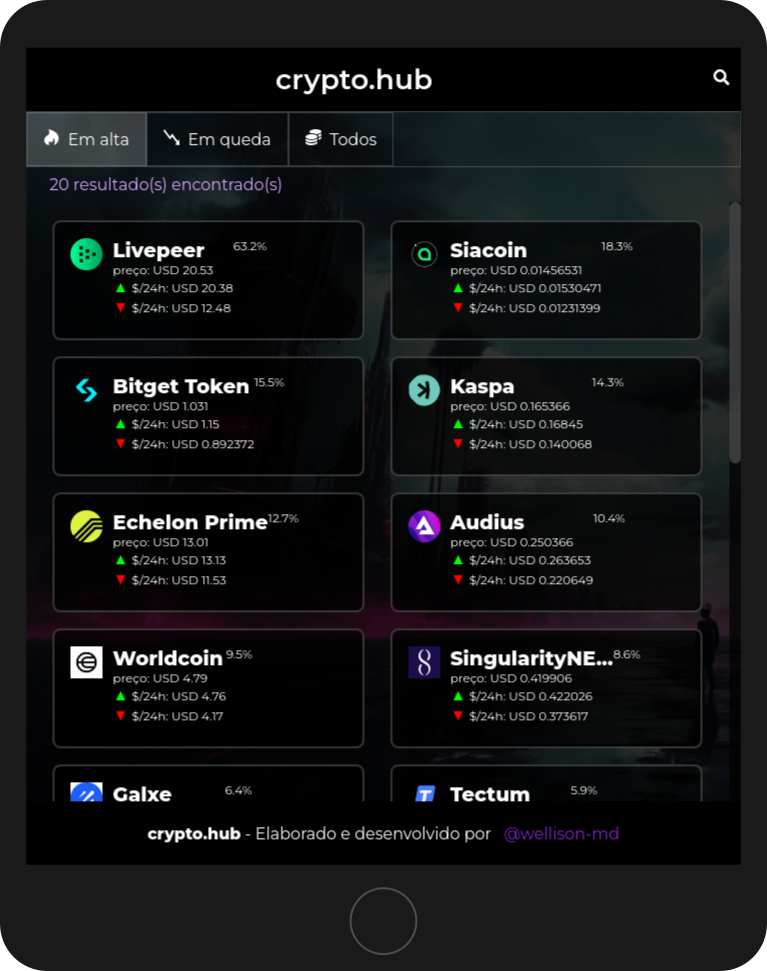 crypto.hub
Em alta Em queda Todos
20 resultado(s) encontrado(s)
Livepeer 63.2%
preço: USD 20.53
$/24h: USD 20.38
$/24h: USD 12.48
Siacoin 18.3%
preço: USD 0.01456531
$/24h: USD 0.01530471
$/24h: USD 0.01231399
Bitget Token 15.5%
preço: USD 1.031
$/24h: USD 1.15
$/24h: USD 0.892372
Kaspa 14.3%
preço: USD 0.165366
$/24h: USD 0.16845
$/24h: USD 0.140068
Echelon Prime 12.7%
preço: USD 13.01
$/24h: USD 13.13
$/24h: USD 11.53
Audius 10.4%
preço: USD 0.250366
$/24h: USD 0.263653
$/24h: USD 0.220649
Worldcoin 9.5%
preço: USD 4.79
$/24h: USD 4.76
$/24h: USD 4.17
SingularityNE... 8.6%
preço: USD 0.419906
$/24h: USD 0.422026
$/24h: USD 0.373617
Galxe 6.4%
Tectum 5.9%
crypto.hub - Elaborado e desenvolvido por @wellison-md